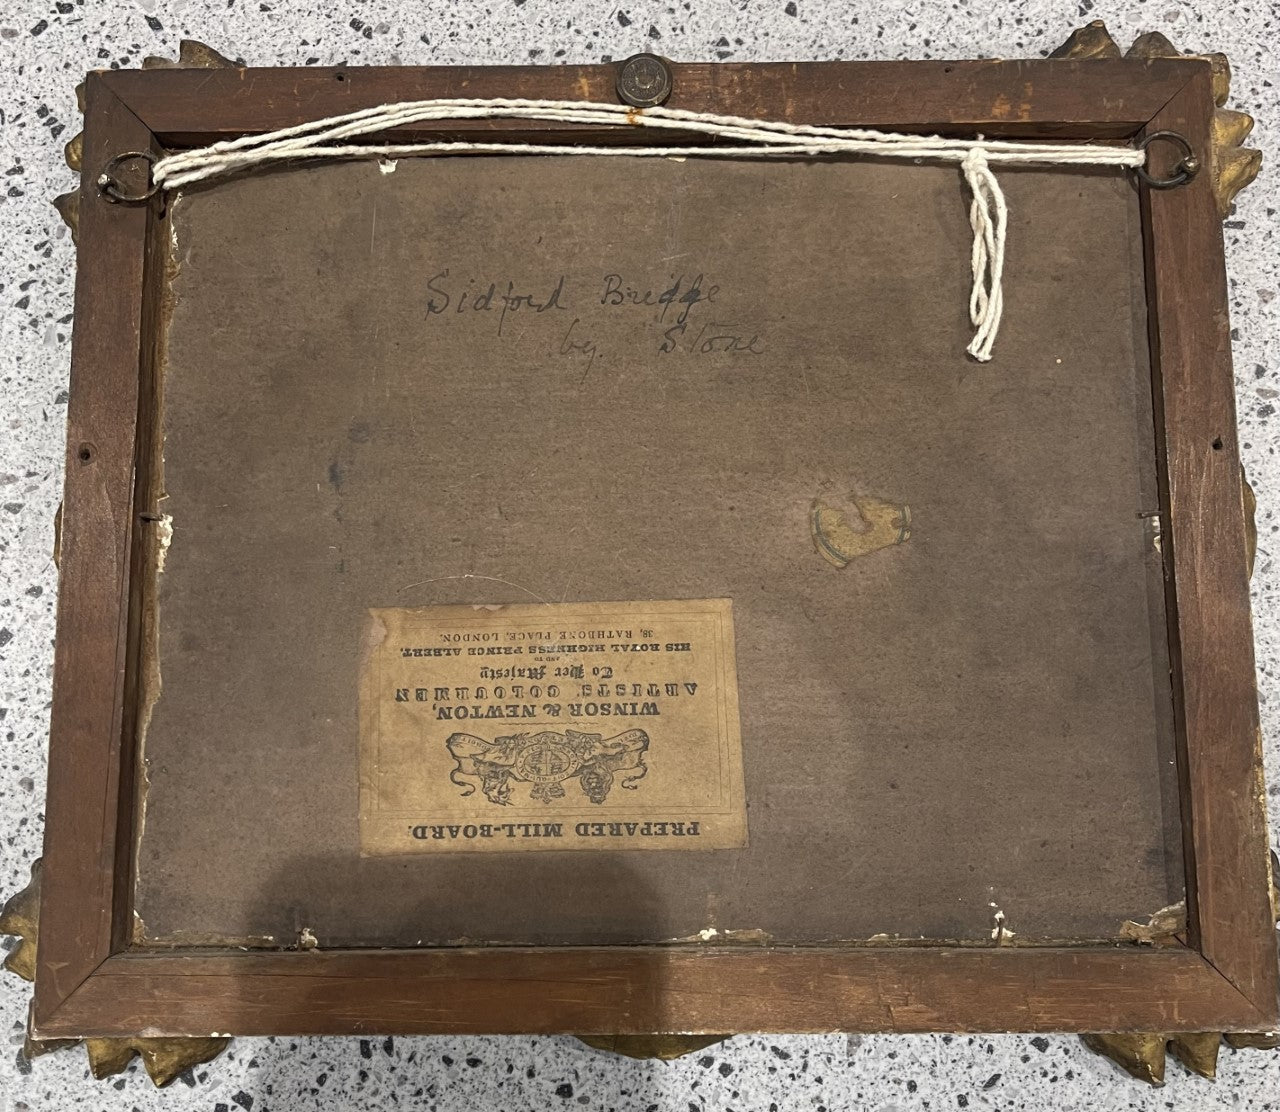 Sidford Bridge
by. Stone
PREPARED MILL-BOARD.
WINSOR & NEWTON,
ARTISTS' COLOURMEN
To Her Majesty
AND TO
HIS ROYAL HIGHNESS PRINCE ALBERT,
38, RATHBONE PLACE, LONDON.